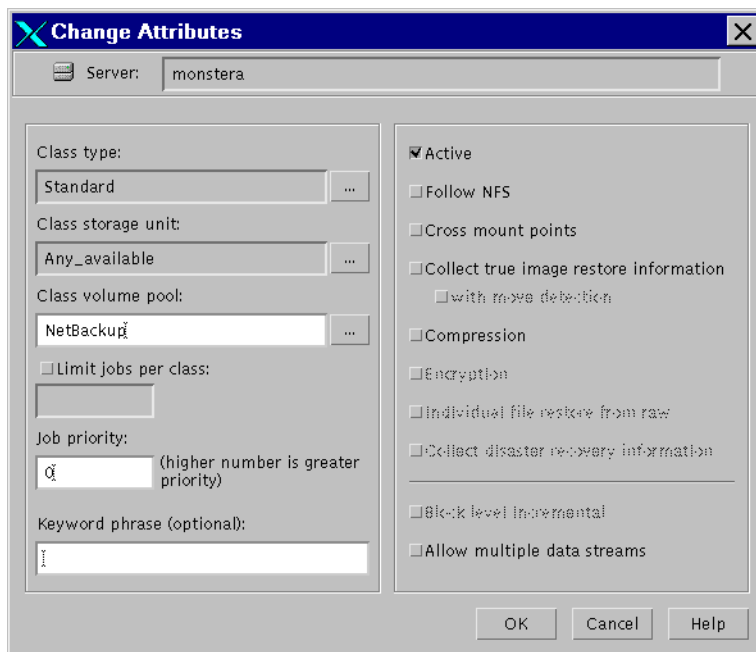 Change Attributes
Server: monstera
Class type:
Standard
...
Class storage unit:
Any_available
...
Class volume pool:
NetBackup
...
Limit jobs per class:
Job priority:
0
(higher number is greater
priority)
Keyword phrase (optional):
Active
Follow NFS
Cross mount points
Collect true image restore information
with move detection
Compression
Encryption
Individual file restore from raw
Collect disaster recovery information
Block level incremental
Allow multiple data streams
OK Cancel Help